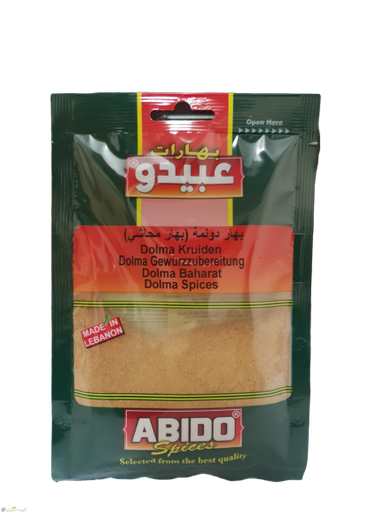 Open Here
بهارات
عبيدو®
بهار دولمة (بهار محاشي)
Dolma Kruiden
Dolma Gewürzzubereitung
Dolma Baharat
Dolma Spices
MADE IN
LEBANON
ABIDO®
Spices
Selected from the best quality